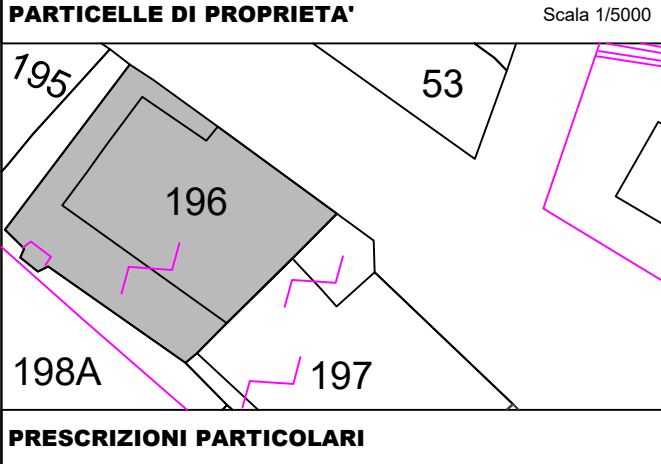 PARTICELLE DI PROPRIETA' Scala 1/5000
195
53
196
198A
197
PRESCRIZIONI PARTICOLARI